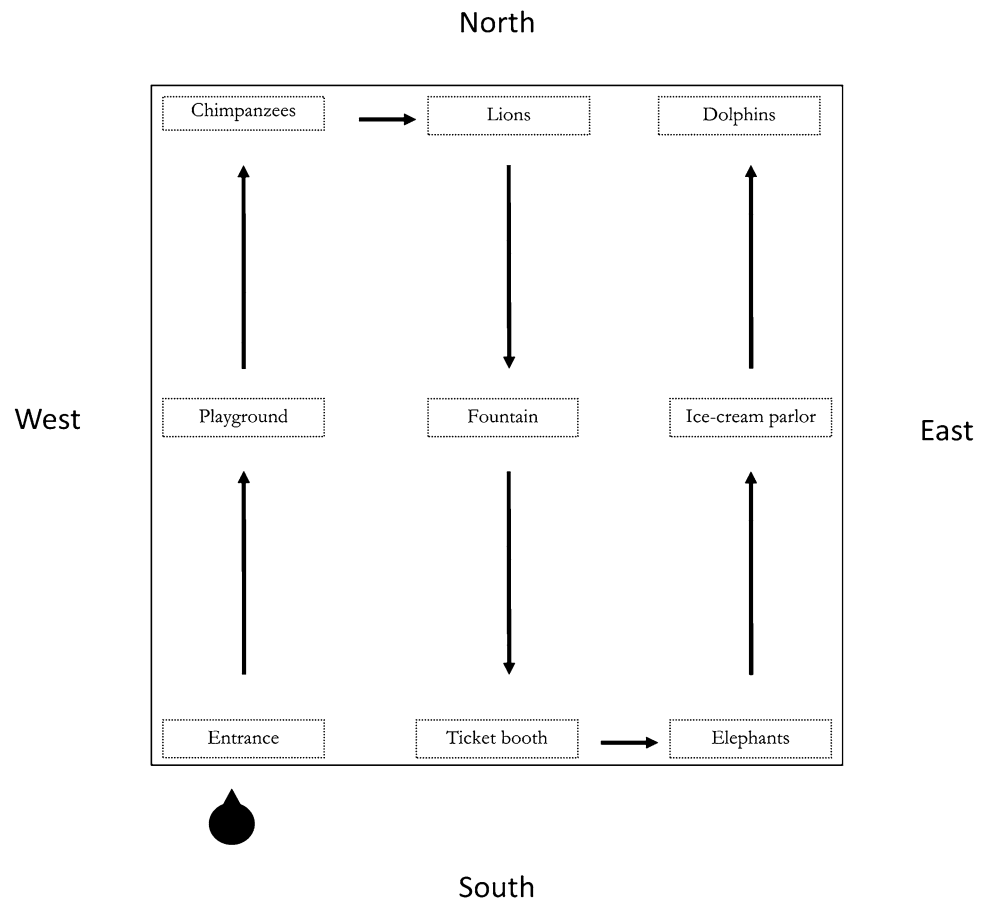 North
Chimpanzees
Lions
Dolphins
West
Playground
Fountain
Ice-cream parlor
East
Entrance
Ticket booth
Elephants
South